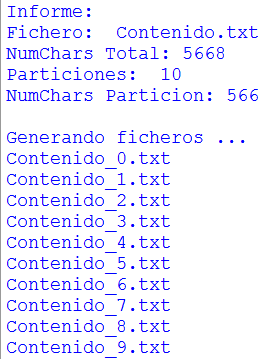 Informe:
Fichero:  Contenido.txt
NumChars Total: 5668
Particiones:  10
NumChars Particion: 566

Generando ficheros ...
Contenido_0.txt
Contenido_1.txt
Contenido_2.txt
Contenido_3.txt
Contenido_4.txt
Contenido_5.txt
Contenido_6.txt
Contenido_7.txt
Contenido_8.txt
Contenido_9.txt